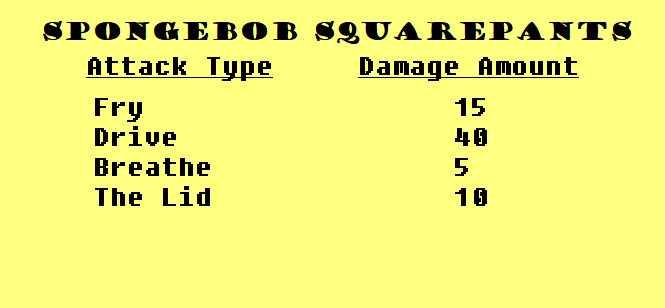 SPONGEBOB SQUAREPANTS
Attack Type Damage Amount
Fry 15
Drive 40
Breathe 5
The Lid 10